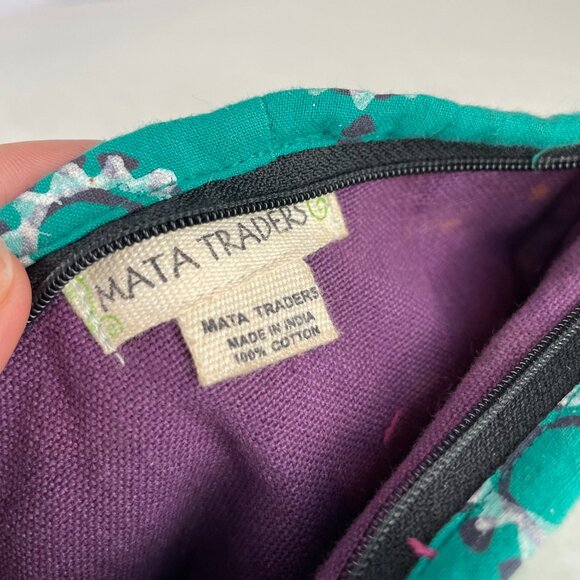 MATA TRADERS
MATA TRADERS
MADE IN INDIA
100% COTTON